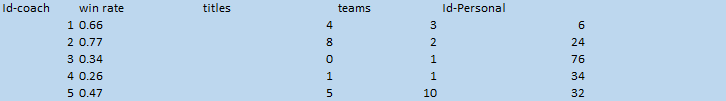 Id-coach win rate titles teams Id-Personal
1 0.66 4 3 6
2 0.77 8 2 24
3 0.34 0 1 76
4 0.26 1 1 34
5 0.47 5 10 32